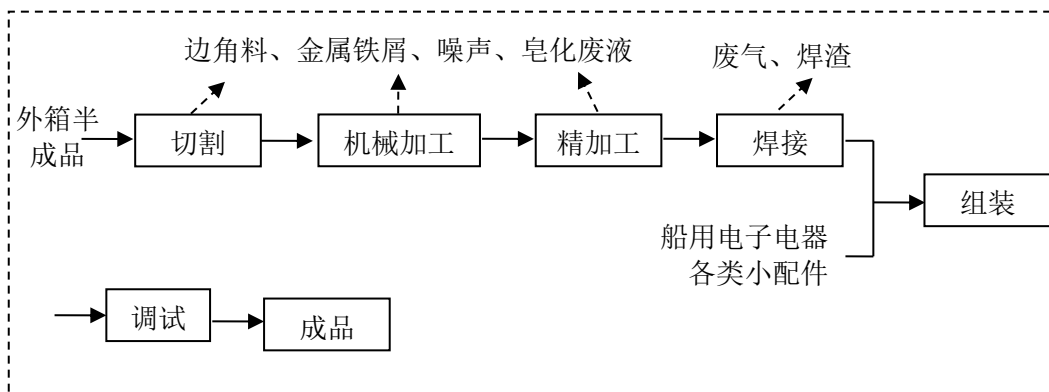 边角料、金属铁屑、噪声、皂化废液
废气、焊渣
外箱半
成品
切割
机械加工
精加工
焊接
组装
船用电子电器
各类小配件
调试
成品